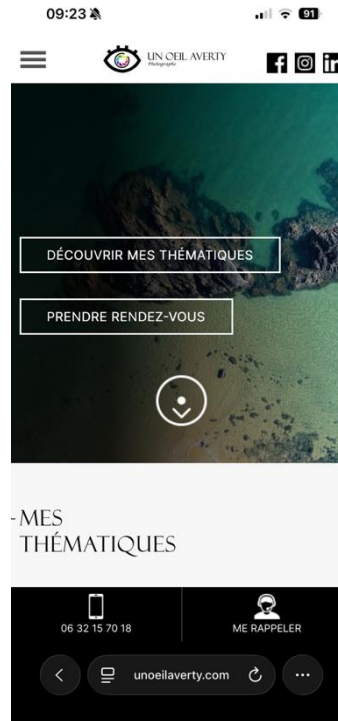 09:23
91
UN OEIL AVERTY
Photographe
DÉCOUVRIR MES THÉMATIQUES
PRENDRE RENDEZ-VOUS
MES
THÉMATIQUES
06 32 15 70 18
ME RAPPELER
unoeilaverty.com